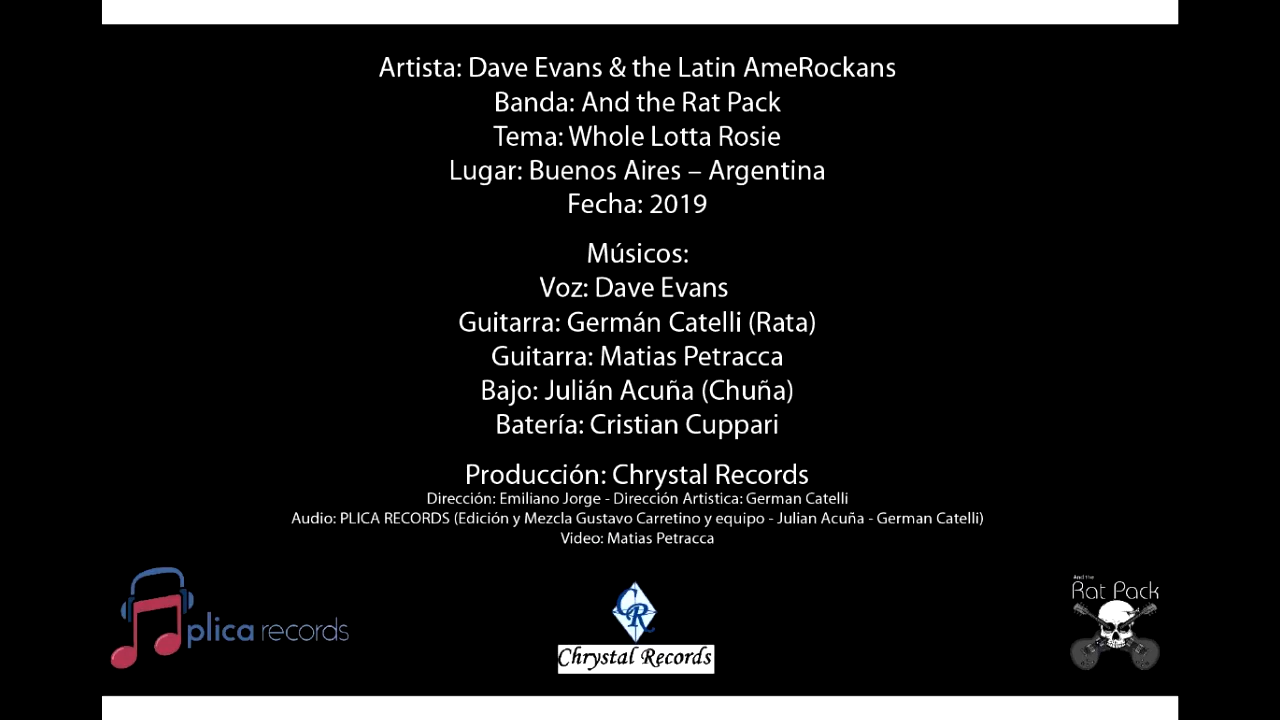 Artista: Dave Evans & the Latin AmeRockans
Banda: And the Rat Pack
Tema: Whole Lotta Rosie
Lugar: Buenos Aires – Argentina
Fecha: 2019
Músicos:
Voz: Dave Evans
Guitarra: Germán Catelli (Rata)
Guitarra: Matias Petracca
Bajo: Julián Acuña (Chuña)
Batería: Cristian Cuppari
Producción: Chrystal Records
Dirección: Emiliano Jorge - Dirección Artistica: German Catelli
Audio: PLICA RECORDS (Edición y Mezcla Gustavo Carretino y equipo - Julian Acuña - German Catelli)
Video: Matias Petracca
plica records
CR
Chrystal Records
And the
Rat Pack